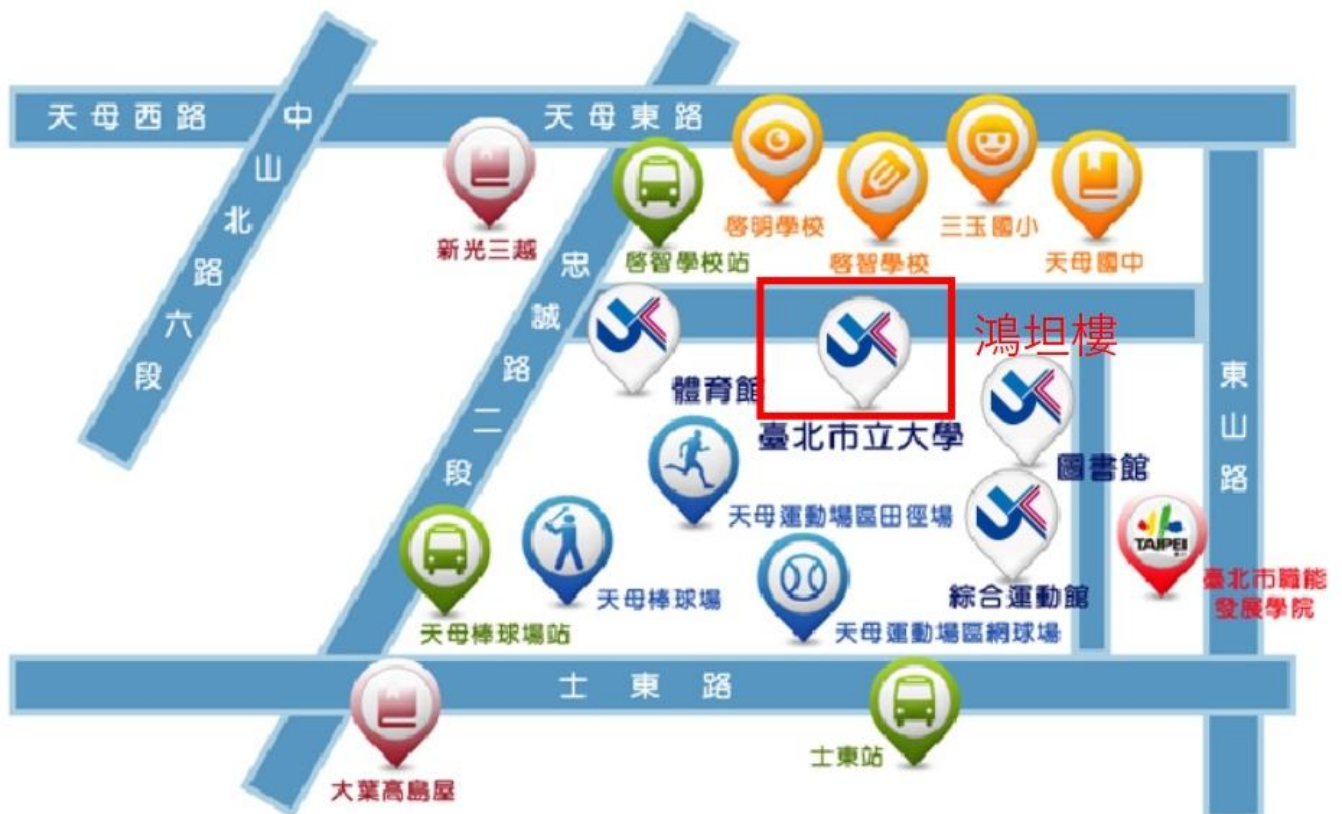 天母西路
中山北路六段
天母東路
新光三越
啓智學校站
啓明學校
啓智學校
三玉國小
天母國中
忠誠路二段
體育館
臺北市立大學
鴻坦樓
圖書館
東山路
天母運動場區田徑場
天母棒球場站
天母棒球場
天母運動場區網球場
綜合運動館
TAIPEI
臺北市職能
發展學院
士東路
大葉高島屋
士東站